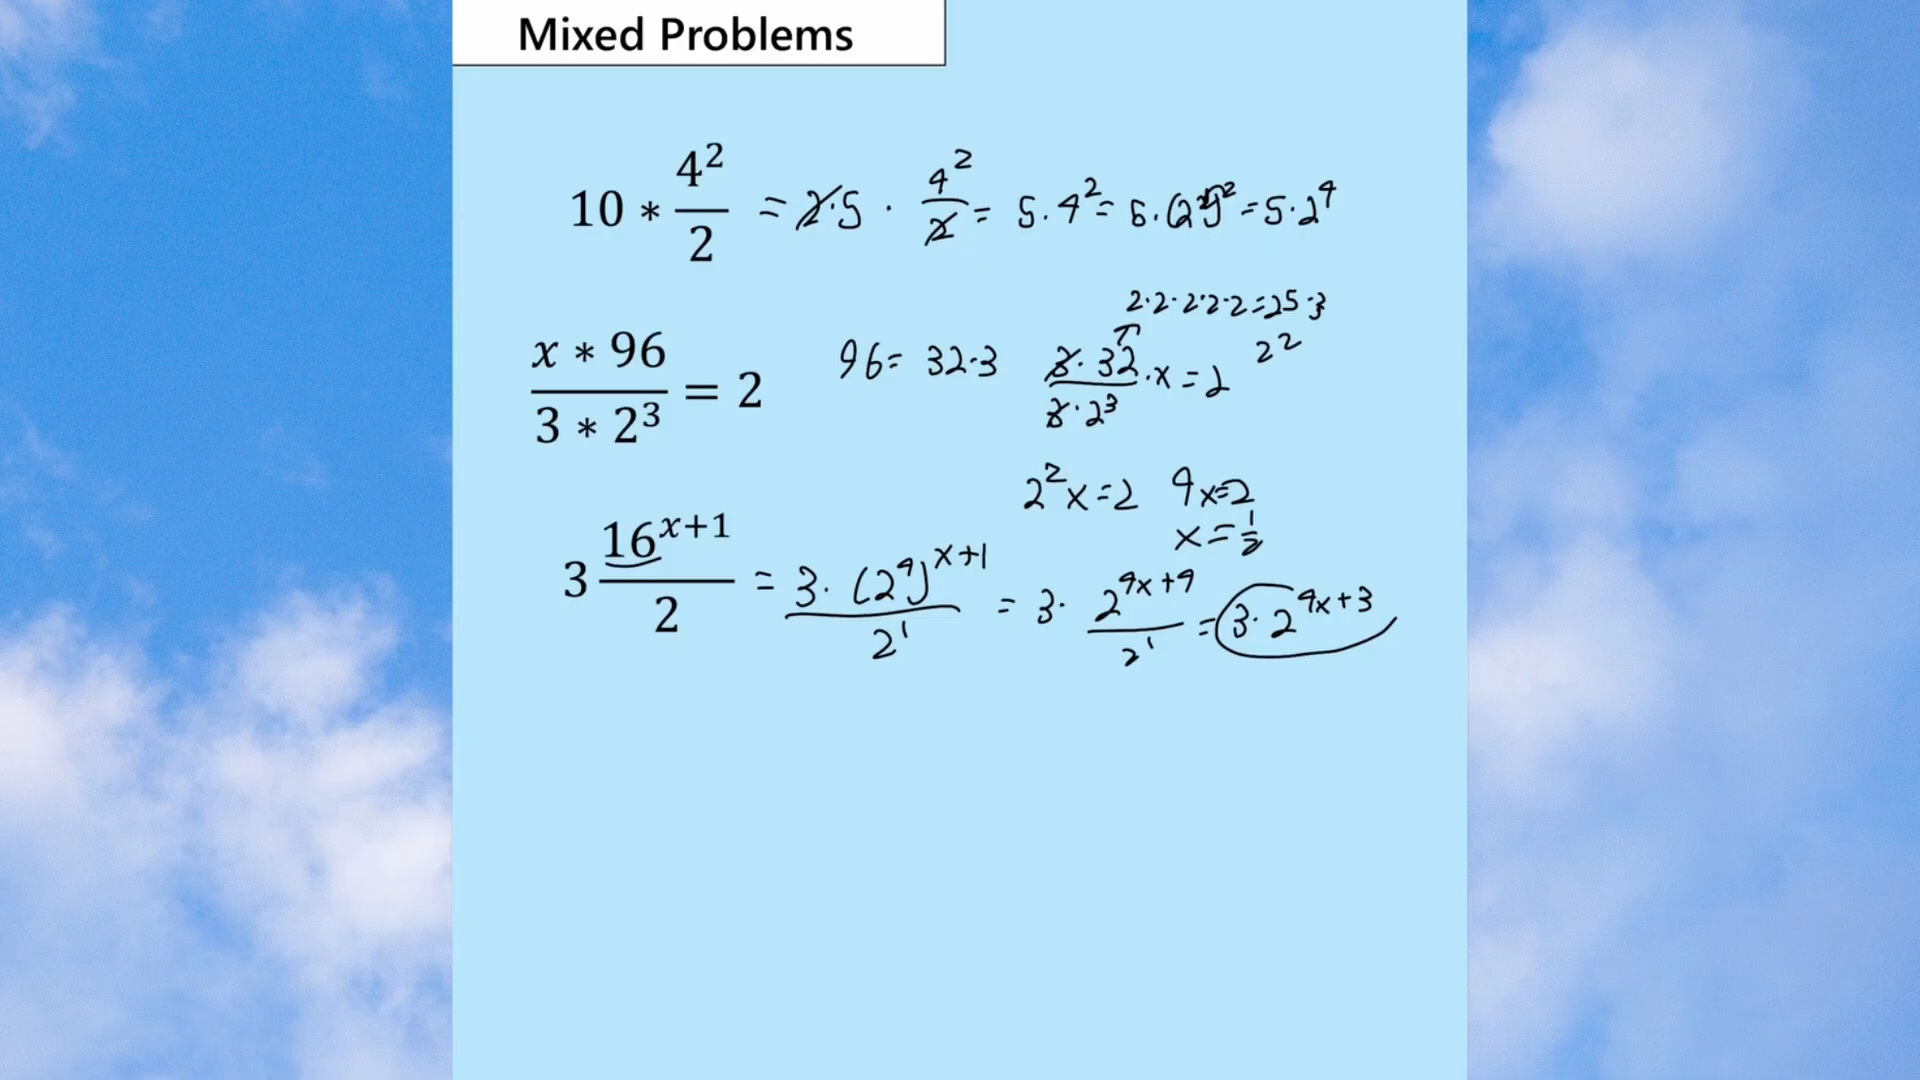 Mixed Problems
10 * 4²/2 = 2·5 · 4²/2 = 5·4² = 5·(2²)² = 5·2⁴
2·2·2·2·2=2⁵·3
x * 96 / 3 * 2³ = 2 96 = 32·3 3·32/3·2³ ·x = 2 2²
2²x=2 4x=2
x = 1/2
3 16^(x+1)/2 = 3·(2⁴)^(x+1)/2¹ = 3· 2^(4x+4)/2¹ = 3·2^(4x+3)